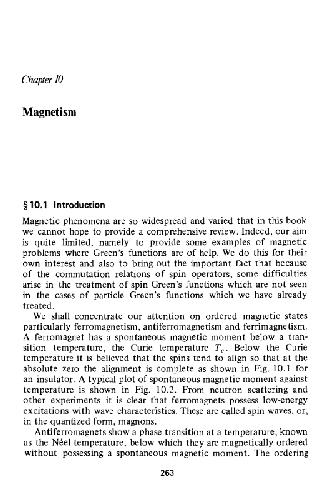 Chapter 10
Magnetism
§ 10.1 Introduction
Magnetic phenomena are so widespread and varied that in this book
we cannot hope to provide a comprehensive review. Indeed, our aim
is quite limited, namely to provide some examples of magnetic
problems where Green's functions are of help. We do this for their
own interest and also to bring out the important fact that because
of the commutation relations of spin operators, some difficulties
arise in the treatment of spin Green's functions which are not seen
in the cases of particle Green's functions which we have already
treated.
We shall concentrate our attention on ordered magnetic states
particularly ferromagnetism, antiferromagnetism and ferrimagnetism.
A ferromagnet has a spontaneous magnetic moment below a tran-
sition temperature, the Curie temperature Tc. Below the Curie
temperature it is believed that the spins tend to align so that at the
absolute zero the alignment is complete as shown in Fig. 10.1 for
an insulator. A typical plot of spontaneous magnetic moment against
temperature is shown in Fig. 10.2. From neutron scattering and
other experiments it is clear that ferromagnets possess low-energy
excitations with wave characteristics. These are called spin waves, or,
in the quantized form, magnons.
Antiferromagnets show a phase transition at a temperature, known
as the Néel temperature, below which they are magnetically ordered
without possessing a spontaneous magnetic moment. The ordering
263